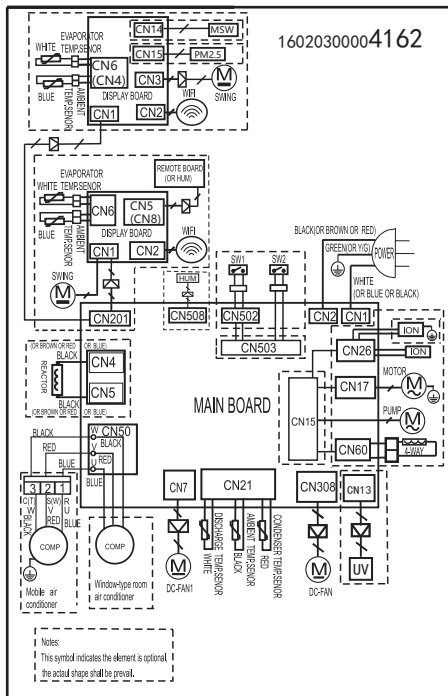 16020300004162
CN14
MSW
CN15
PM2.5
EVAPORATOR
TEMP.SENOR
WHITE
CN6
(CN4)
CN3
WIFI
M
SWING
DISPLAY BOARD
BLUE
AMBIENT
TEMP.SENOR
CN1
CN2
EVAPORATOR
WHITE TEMP.SENOR
REMOTE BOARD
(OR HUM)
CN6
CN5
(CN8)
DISPLAY BOARD
BLUE
AMBIENT
TEMP.SENOR
CN1
CN2
WIFI
SWING
M
BLACK(OR BROWN OR RED)
GREEN(OR Y/G)
POWER
WHITE
(OR BLUE OR BLACK)
SW1
SW2
HUM
CN201
CN508
CN502
CN503
CN2
CN1
ION
CN26
ION
(OR BROWN OR RED OR BLUE)
BLACK
CN4
REACTOR
CN5
BLACK
(OR BROWN OR RED OR BLUE)
MAIN BOARD
CN17
MOTOR
M
CN15
PUMP
M
CN60
4-WAY
CN50
W
BLACK
BLACK
RED
V
RED
BLUE
U
BLUE
3 2 1
C(T) S(W) R
W V U
BLACK
RED
BLUE
COMP
COMP
Mobile air
conditioner
Window-type room
air conditioner
CN7
CN21
CN308
CN13
DISCHARGE TEMP.SENSOR
WHITE
AMBIENT TEMP.SENSOR
BLACK
CONDENSER TEMP.SENSOR
RED
M
DC-FAN1
M
DC-FAN
UV
Notes:
This symbol indicates the element is optional,
the actaul shape shall be prevail.